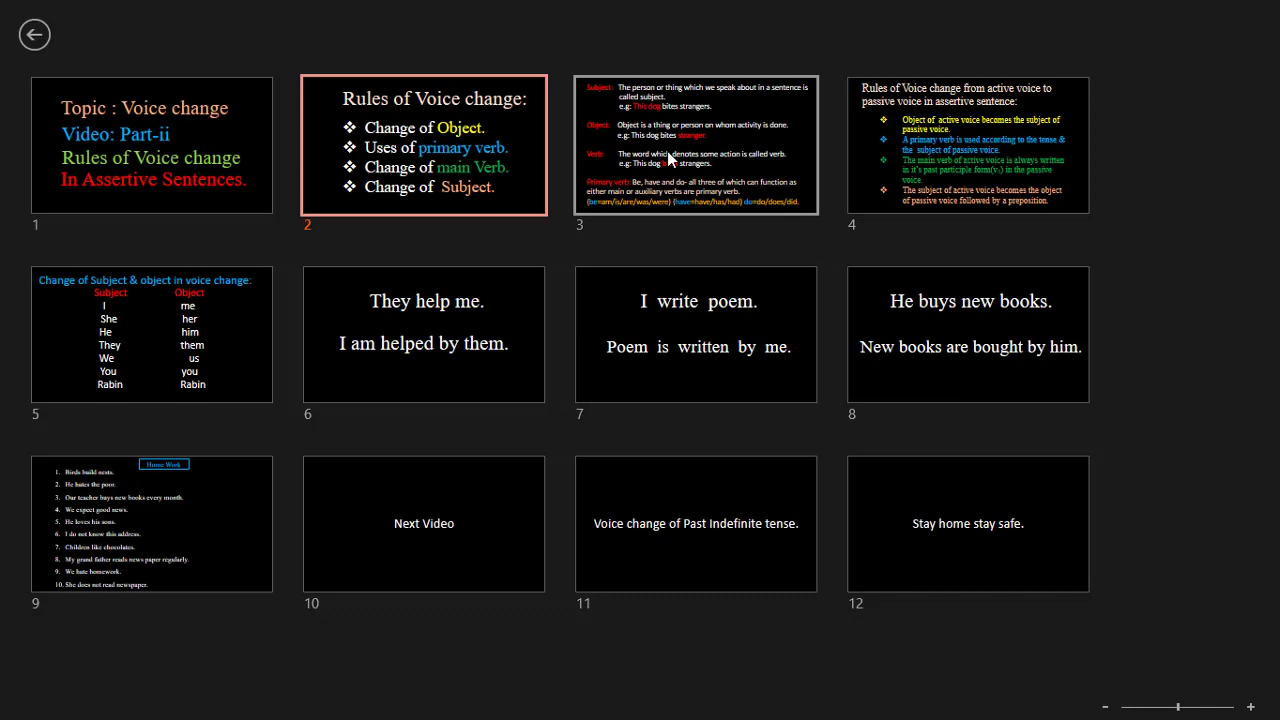 Topic : Voice change
Video: Part-ii
Rules of Voice change
In Assertive Sentences.
1
Rules of Voice change:
❖ Change of Object.
❖ Uses of primary verb.
❖ Change of main Verb.
❖ Change of Subject.
2
Subject: The person or thing which we speak about in a sentence is
called subject.
e.g: This dog bites strangers.
Object: Object is a thing or person on whom activity is done.
e.g: This dog bites stranger.
Verb: The word which denotes some action is called verb.
e.g: This dog strangers.
Primary verb: Be, have and do- all three of which can function as
either main or auxiliary verbs are primary verb.
(be=am/is/are/was/were) (have=have/has/had) do=do/does/did.
3
Rules of Voice change from active voice to
passive voice in assertive sentence:
❖ Object of active voice becomes the subject of
passive voice.
❖ A primary verb is used according to the tense &
the subject of passive voice.
❖ The main verb of active voice is always written
in it's past participle form(v₃) in the passive
voice
❖ The subject of active voice becomes the object
of passive voice followed by a preposition.
4
Change of Subject & object in voice change:
Subject Object
I me
She her
He him
They them
We us
You you
Rabin Rabin
5
They help me.
I am helped by them.
6
I write poem.
Poem is written by me.
7
He buys new books.
New books are bought by him.
8
Home Work
1. Birds build nests.
2. He hates the poor.
3. Our teacher buys new books every month.
4. We expect good news.
5. He loves his sons.
6. I do not know this address.
7. Children like chocolates.
8. My grand father reads news paper regularly.
9. We hate homework.
10. She does not read newspaper.
9
Next Video
10
Voice change of Past Indefinite tense.
11
Stay home stay safe.
12